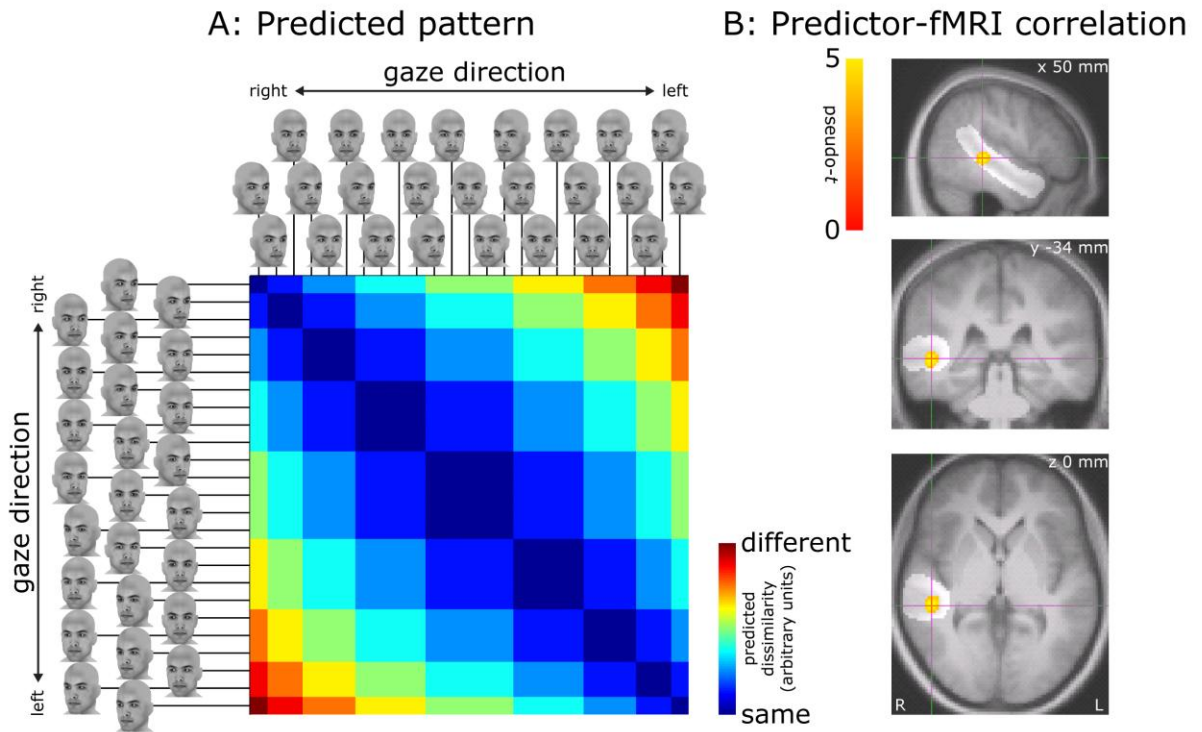 A: Predicted pattern
gaze direction
right
left
right
gaze direction
left
different
predicted
dissimilarity
(arbitrary units)
same
B: Predictor-fMRI correlation
5
pseudo-t
0
x 50 mm
y -34 mm
z 0 mm
R
L